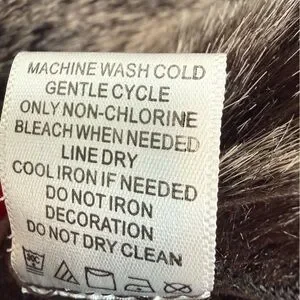 MACHINE WASH COLD
GENTLE CYCLE
ONLY NON-CHLORINE
BLEACH WHEN NEEDED
LINE DRY
COOL IRON IF NEEDED
DO NOT IRON
DECORATION
DO NOT DRY CLEAN